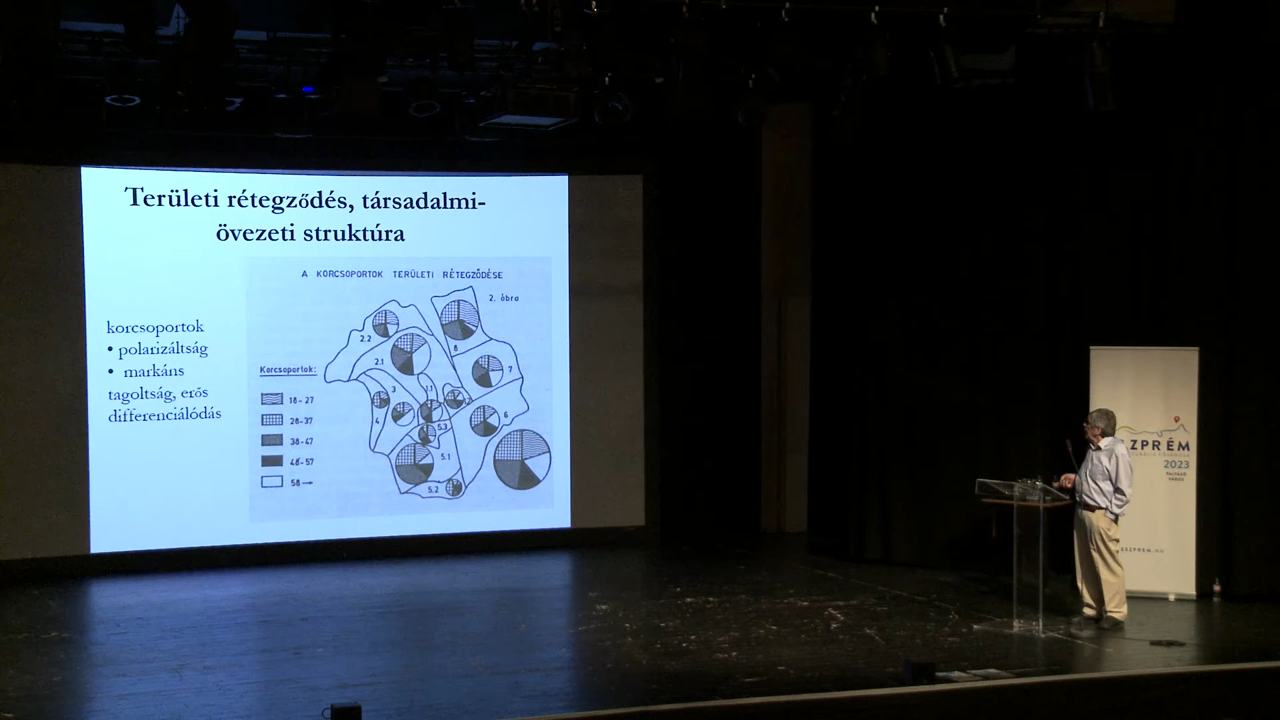 Területi rétegződés, társadalmi-
övezeti struktúra
A KORCSOPORTOK TERÜLETI RÉTEGZŐDÉSE
2. ábra
korcsoportok
• polarizáltság
• markáns
tagoltság, erős
differenciálódás
Korcsoportok:
18-27
28-37
38-47
48-57
58→
2.2
2.1
3
4
1.1
8
7
6
5.3
5.1
5.2
SZPRÉM
2023